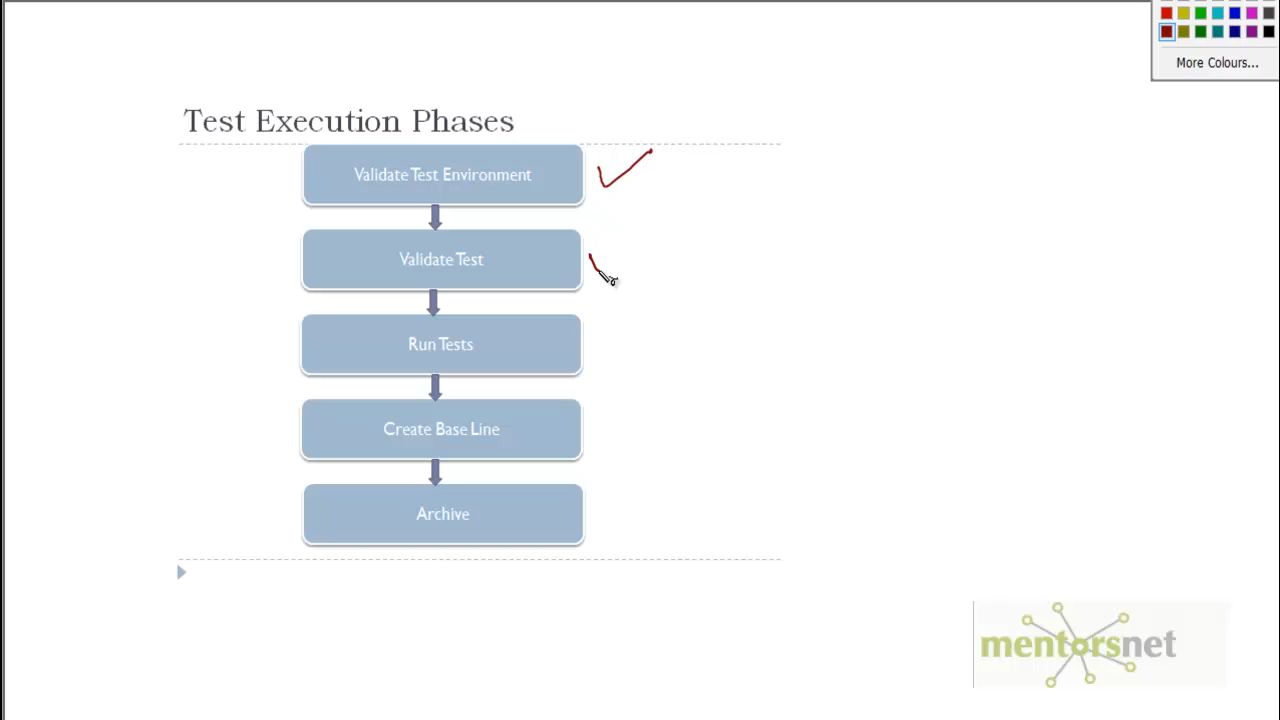 More Colours...
Test Execution Phases
Validate Test Environment
Validate Test
Run Tests
Create Base Line
Archive
mentorsnet